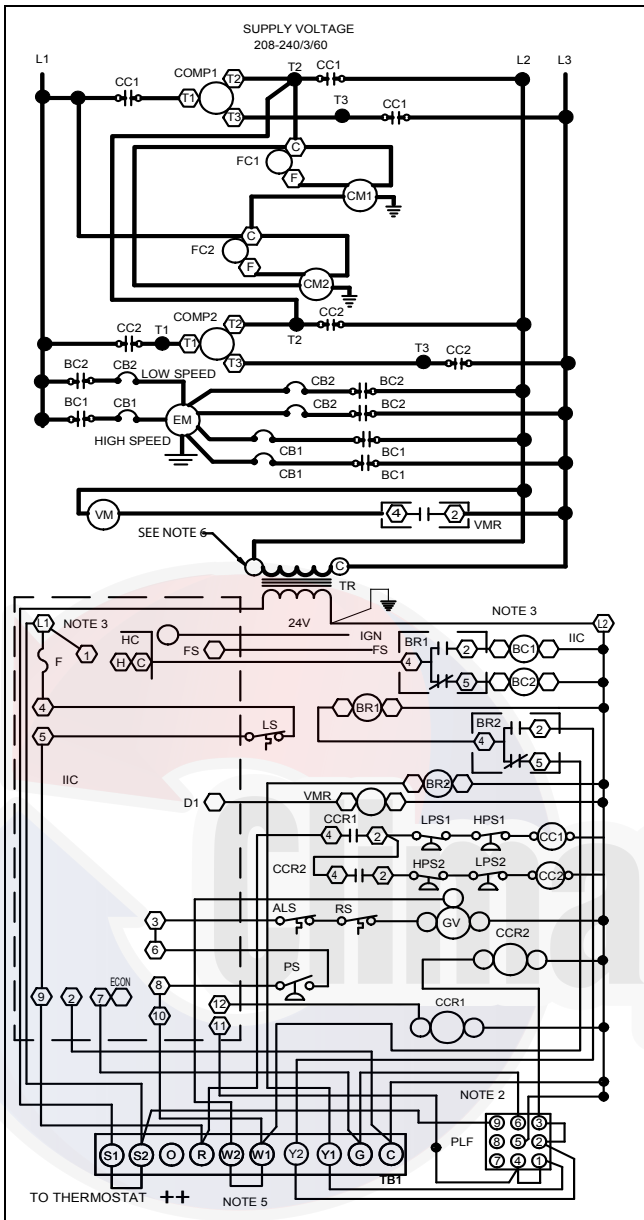 SUPPLY VOLTAGE
208-240/3/60
L1 T2 L2 L3
CC1 COMP1 T2 CC1
T1 T3 T3 CC1
C
FC1
F
CM1
C
FC2
F
CM2
COMP2
CC2 T1 T2 CC2
T1 T2
T3 T3 CC2
BC2 CB2 LOW SPEED CB2 BC2
BC1 CB1 CB2 BC2
EM
HIGH SPEED CB1 BC1
CB1 BC1
VM 4 2 VMR
SEE NOTE 6
C
TR
24V
L1 NOTE 3 NOTE 3 L2
HC IGN BR1 2 BC1 IIC
F 1 H C FS FS 4 5 BC2
4 BR1 BR2
5 LS 4 2
5
IIC BR2
D1 VMR
CCR1 LPS1 HPS1
4 2 CC1
CCR2 4 2 HPS2 LPS2 CC2
3 ALS RS GV
6 CCR2
PS
ECON 8
9 2 7 10 12 CCR1
11
NOTE 2
9 6 3
PLF 8 5 2
7 4 1
S1 S2 O R W2 W1 Y2 Y1 G C
TB1
TO THERMOSTAT ++ NOTE 5
Clima